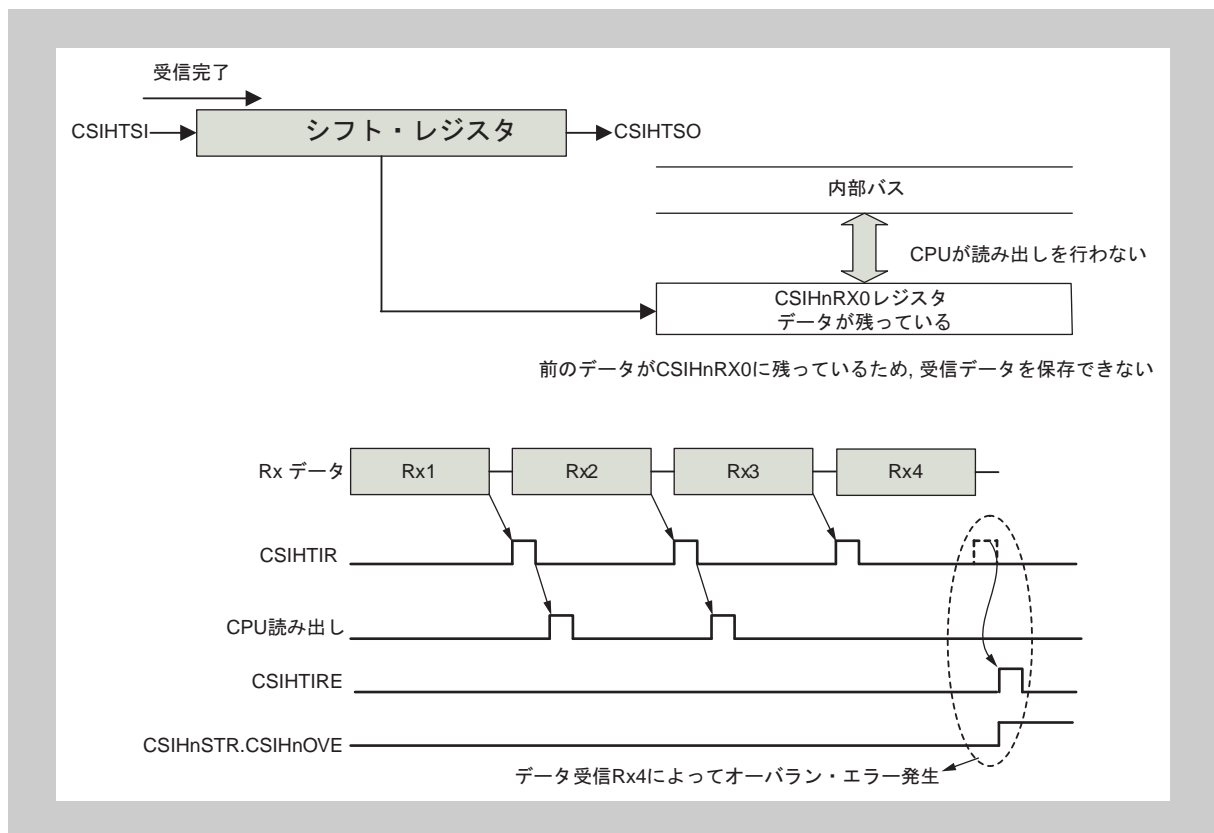 受信完了
CSIHTSI
シフト・レジスタ
CSIHTSO
内部バス
CPUが読み出しを行わない
CSIHnRX0レジスタ
データが残っている
前のデータがCSIHnRX0に残っているため, 受信データを保存できない
Rx データ
Rx1
Rx2
Rx3
Rx4
CSIHTIR
CPU読み出し
CSIHTIRE
CSIHnSTR.CSIHnOVE
データ受信Rx4によってオーバラン・エラー発生